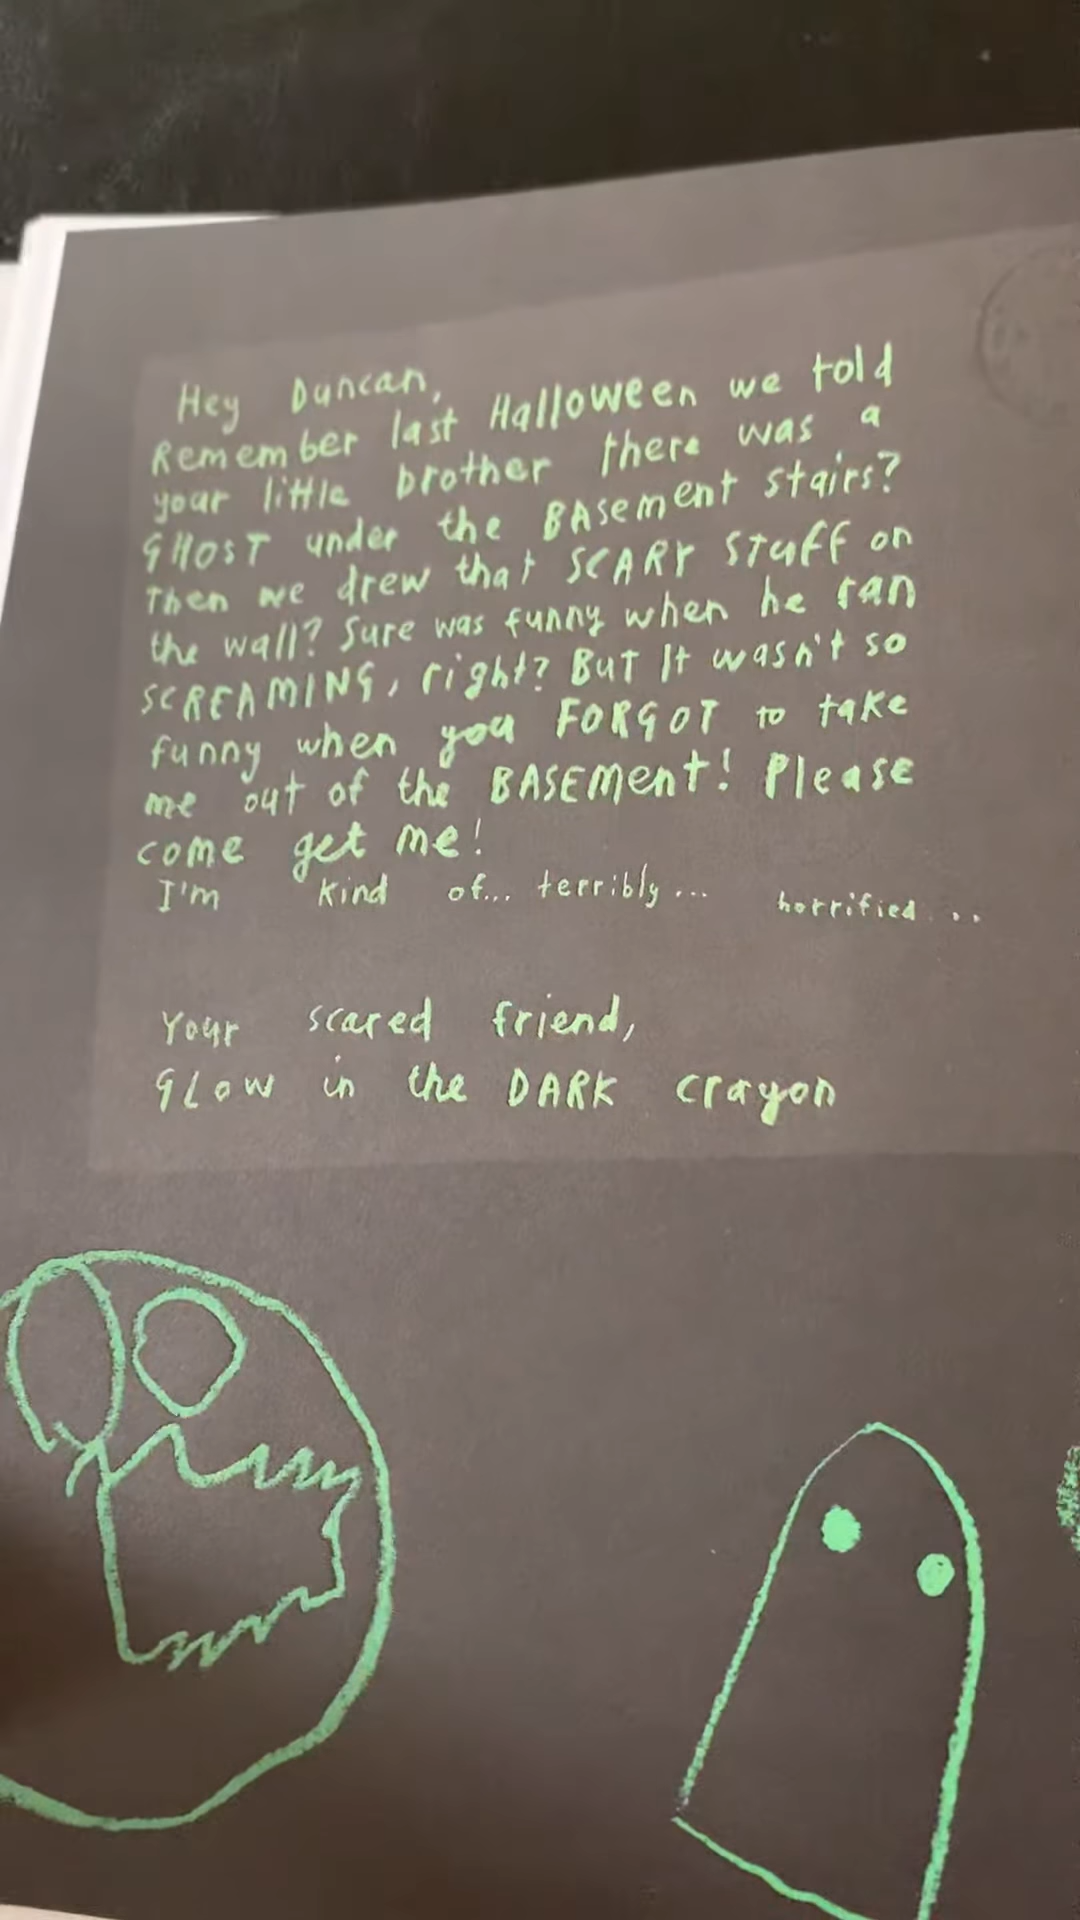 Hey Duncan,
Remember last Halloween we told
your little brother there was a
GHOST under the BASement stairs?
Then we drew that SCARY STuFF on
the wall? Sure was funny when he ran
SCREAMING, right? BuT It wasn't so
funny when you FORGOT to take
me out of the BASEMent! Please
come get me!
I'm kind of... terribly... horrified...
Your scared friend,
GLow in the DARK crayon